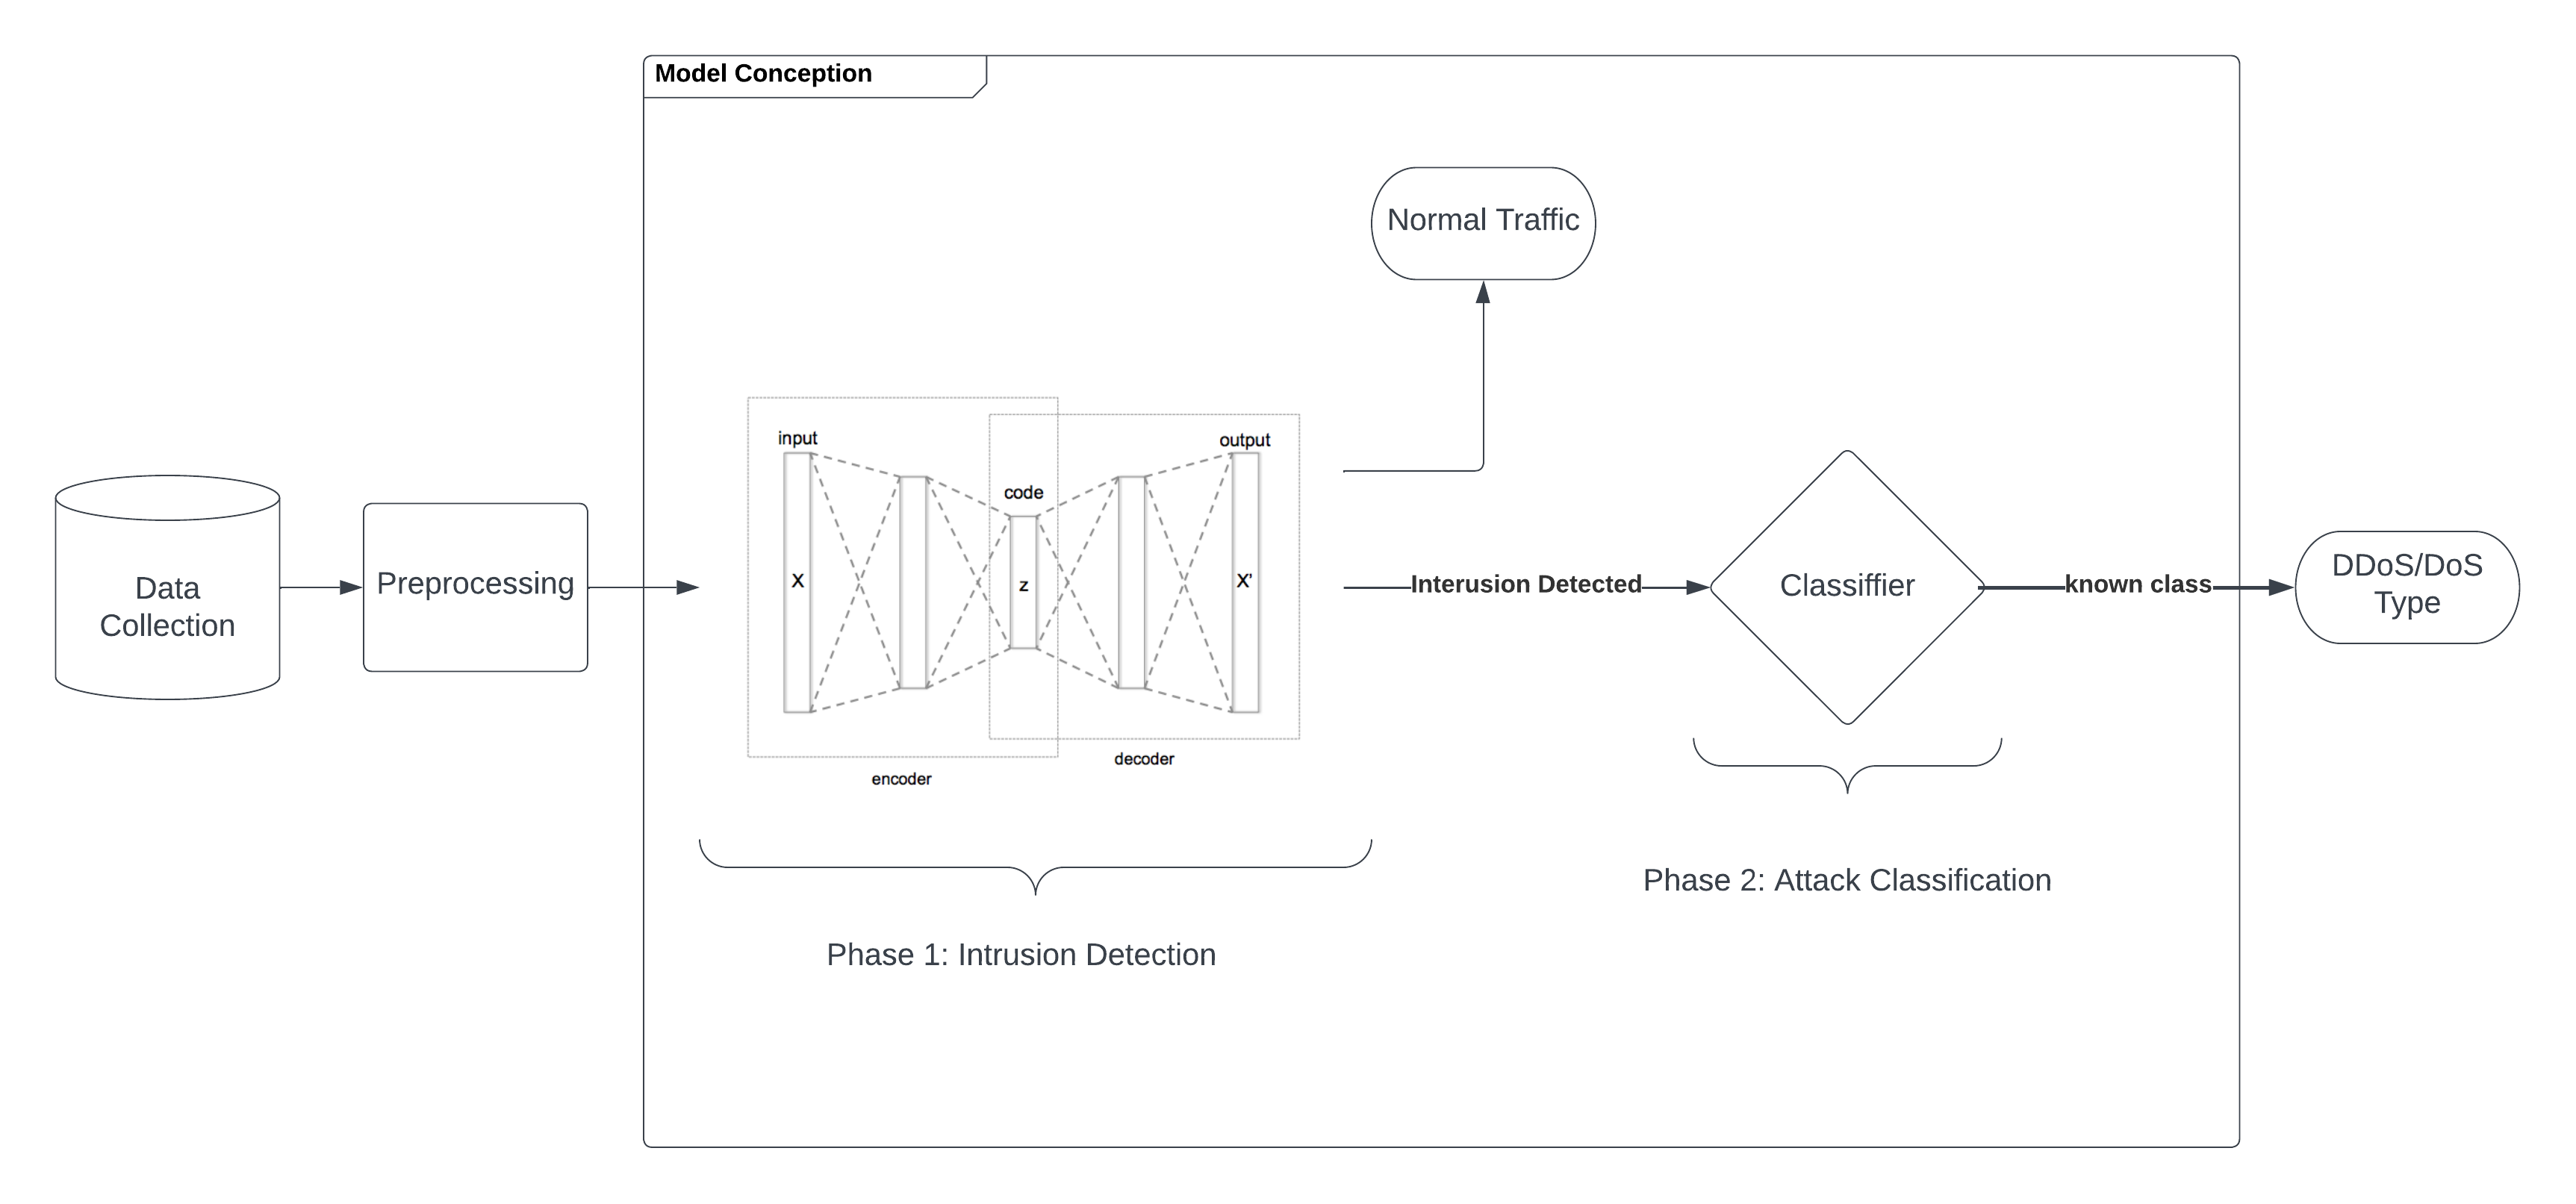 Model Conception
Normal Traffic
input
output
code
X
z
X'
encoder
decoder
Data
Collection
Preprocessing
Interusion Detected
Classiffier
known class
DDoS/DoS
Type
Phase 1: Intrusion Detection
Phase 2: Attack Classification